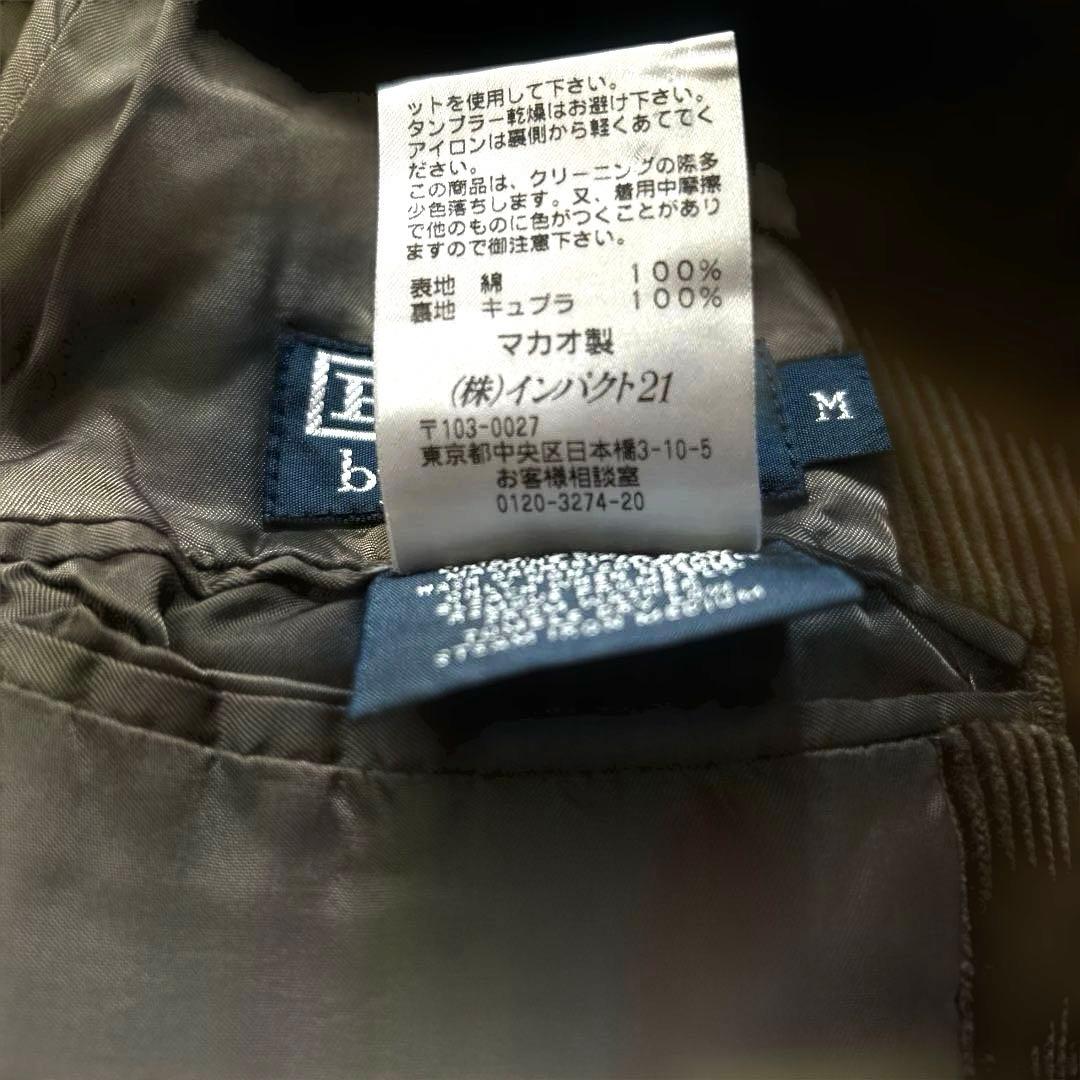 ットを使用して下さい。
タンブラー乾燥はお避け下さい。
アイロンは裏側から軽くあてて
ださい。
この商品は、クリーニングの際多
少色落ちします。又、着用中摩擦
で他のものに色がつくことがあり
ますので御注意下さい。
表地 綿 100%
裏地 キュプラ 100%
マカオ製
(株)インパクト21
〒103-0027
東京都中央区日本橋3-10-5
お客様相談室
0120-3274-20
M